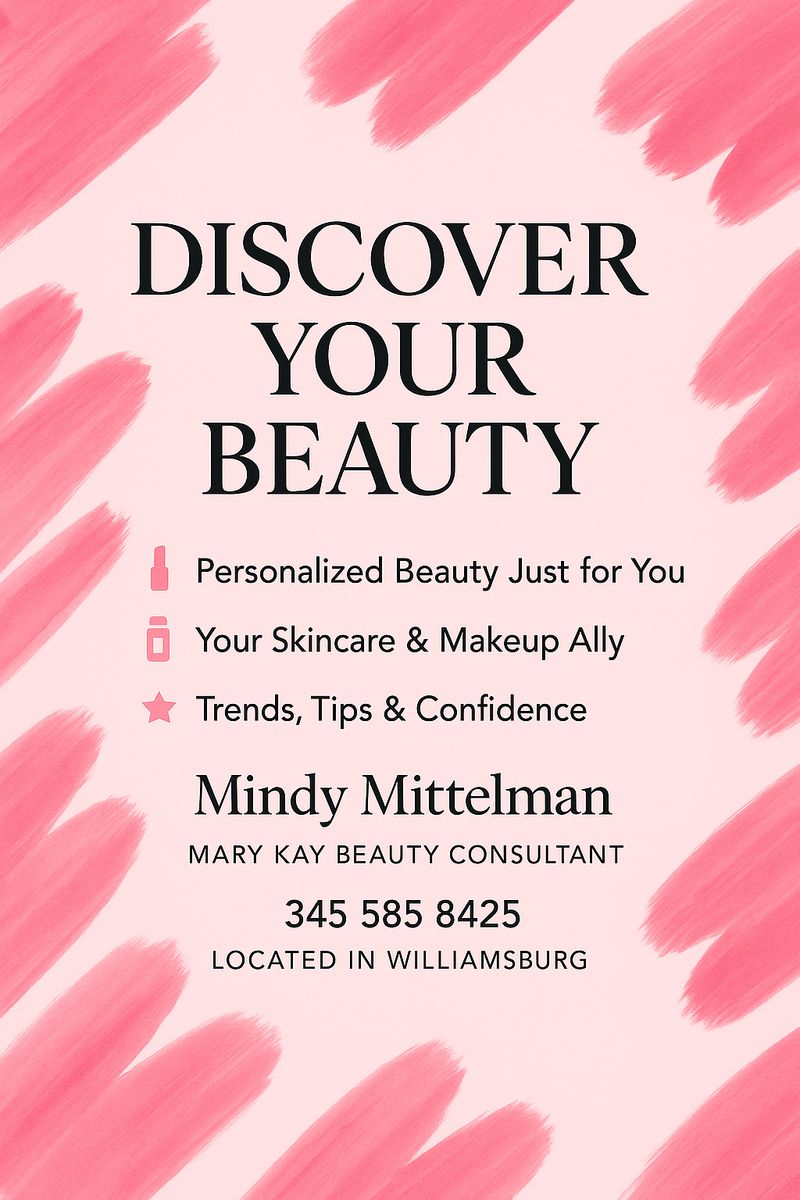 DISCOVER
YOUR
BEAUTY
Personalized Beauty Just for You
Your Skincare & Makeup Ally
Trends, Tips & Confidence
Mindy Mittelman
MARY KAY BEAUTY CONSULTANT
345 585 8425
LOCATED IN WILLIAMSBURG